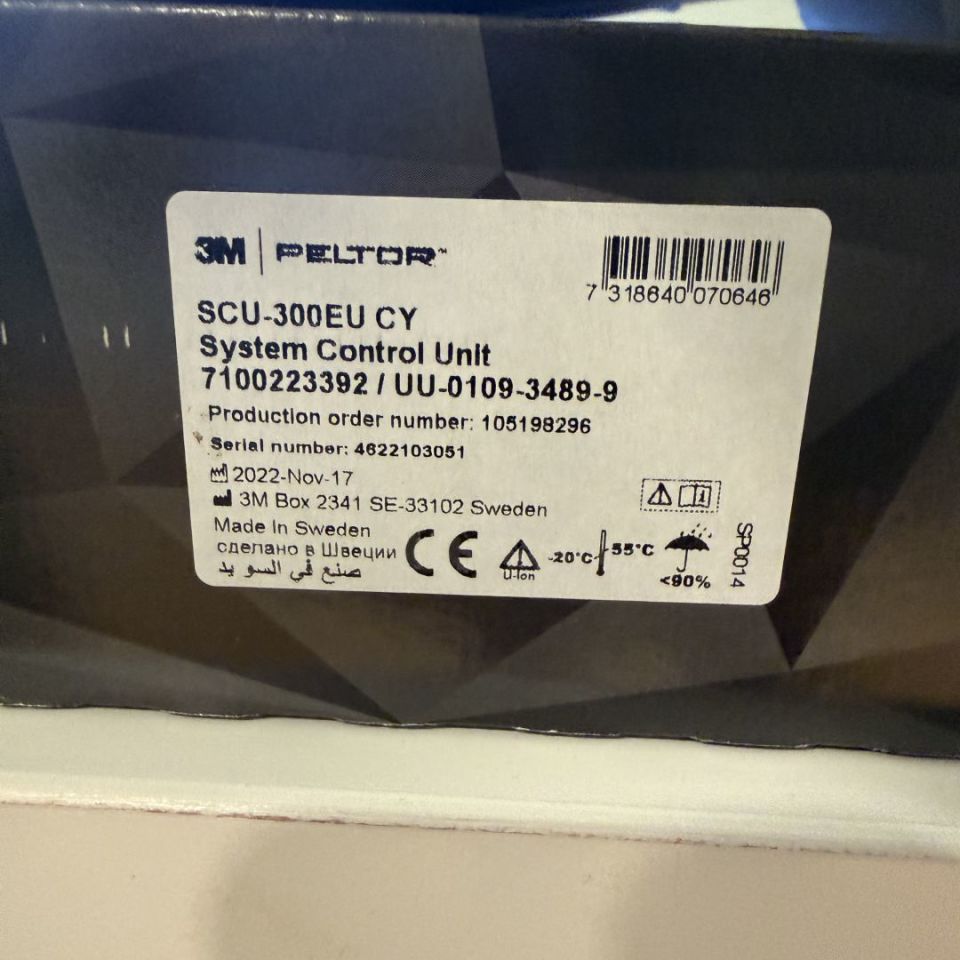 3M | PELTOR™
7 318640 070646
SCU-300EU CY
System Control Unit
7100223392 / UU-0109-3489-9
Production order number: 105198296
Serial number: 4622103051
2022-Nov-17
3M Box 2341 SE-33102 Sweden
Made In Sweden
сделано в Швеции
صنع في السويد
CE
Li-Ion
-20°C
55°C
<90%
SP0014